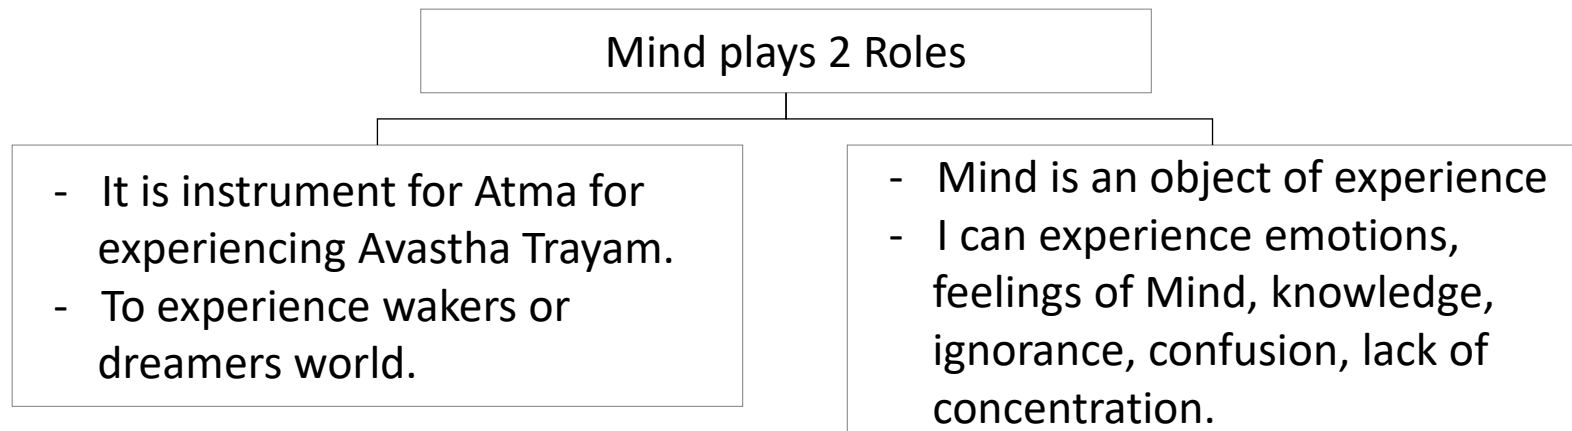 Mind plays 2 Roles
- It is instrument for Atma for
experiencing Avastha Trayam.
- To experience wakers or
dreamers world.
- Mind is an object of experience
- I can experience emotions,
feelings of Mind, knowledge,
ignorance, confusion, lack of
concentration.